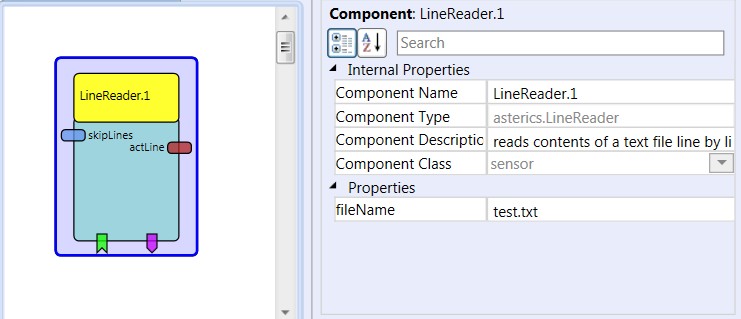 LineReader.1
skipLines
actLine
Component: LineReader.1
A
Z
Search
Internal Properties
Component Name LineReader.1
Component Type asterics.LineReader
Component Descriptio reads contents of a text file line by li
Component Class sensor
Properties
fileName test.txt